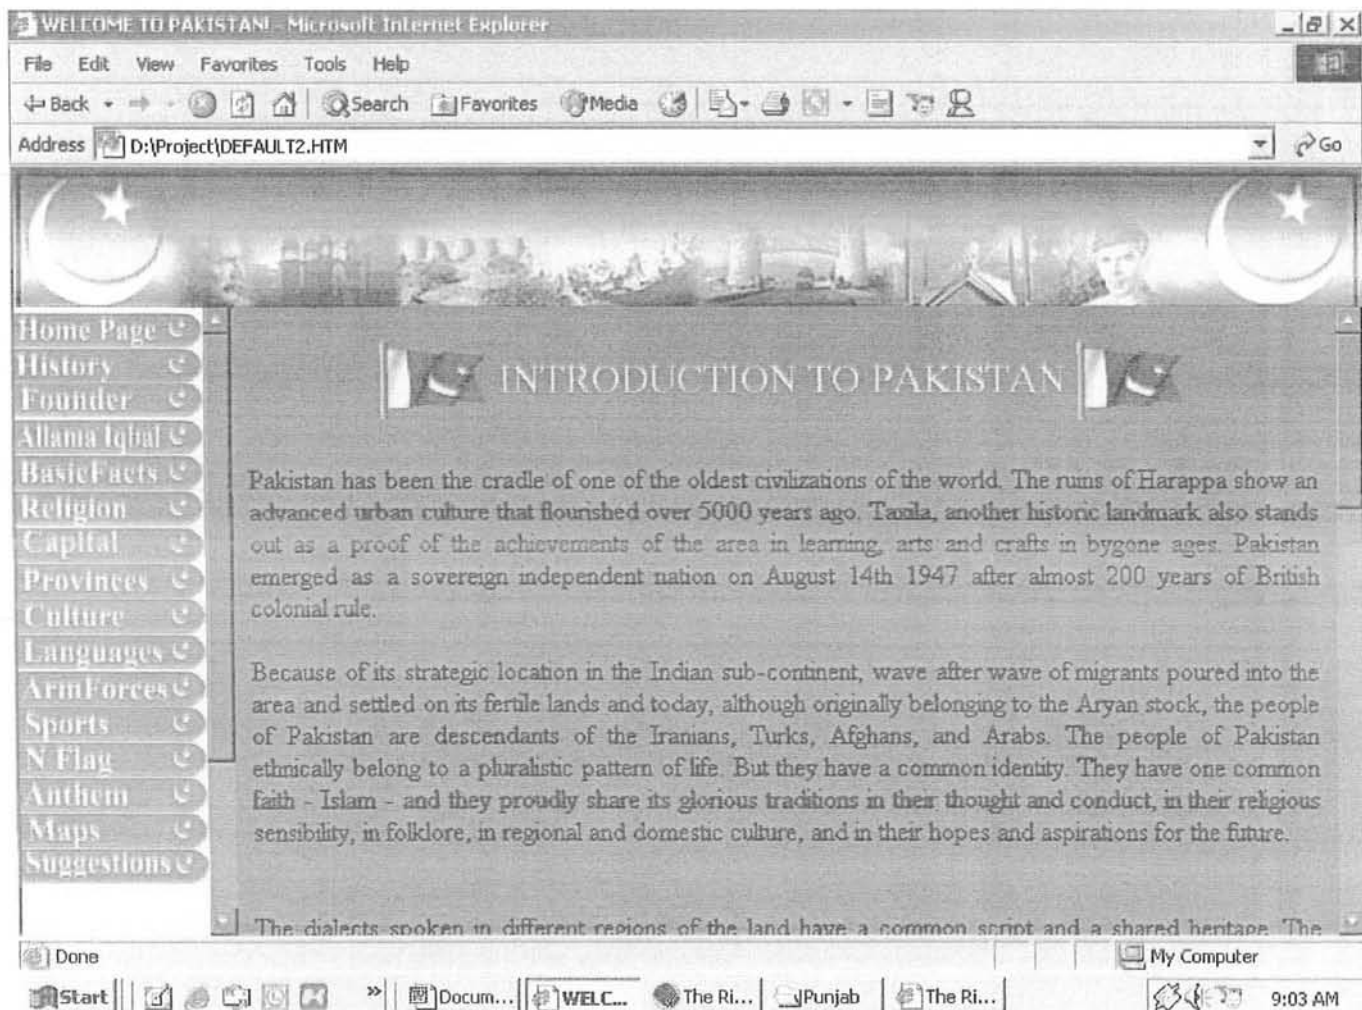 WELCOME TO PAKISTAN! - Microsoft Internet Explorer
File Edit View Favorites Tools Help
Back Search Favorites Media
Address D:\Project\DEFAULT2.HTM Go
Home Page
History
Founder
Allama Iqbal
BasicFacts
Religion
Capital
Provinces
Culture
Languages
ArmForces
Sports
N Flag
Anthem
Maps
Suggestions
INTRODUCTION TO PAKISTAN
Pakistan has been the cradle of one of the oldest civilizations of the world. The ruins of Harappa show an
advanced urban culture that flourished over 5000 years ago. Taxila, another historic landmark also stands
out as a proof of the achievements of the area in learning, arts and crafts in bygone ages. Pakistan
emerged as a sovereign independent nation on August 14th 1947 after almost 200 years of British
colonial rule.
Because of its strategic location in the Indian sub-continent, wave after wave of migrants poured into the
area and settled on its fertile lands and today, although originally belonging to the Aryan stock, the people
of Pakistan are descendants of the Iranians, Turks, Afghans, and Arabs. The people of Pakistan
ethnically belong to a pluralistic pattern of life. But they have a common identity. They have one common
faith - Islam - and they proudly share its glorious traditions in their thought and conduct, in their religious
sensibility, in folklore, in regional and domestic culture, and in their hopes and aspirations for the future.
The dialects spoken in different regions of the land have a common script and a shared heritage. The
Done My Computer
Start » Docum... WELC... The Ri... Punjab The Ri... 9:03 AM